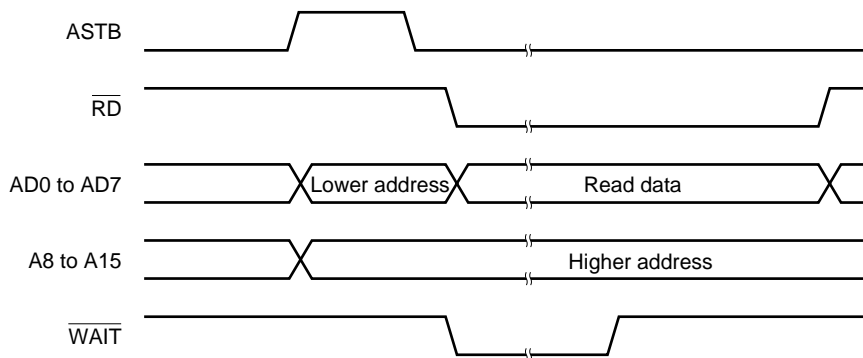 ASTB
RD
AD0 to AD7 Lower address Read data
A8 to A15 Higher address
WAIT